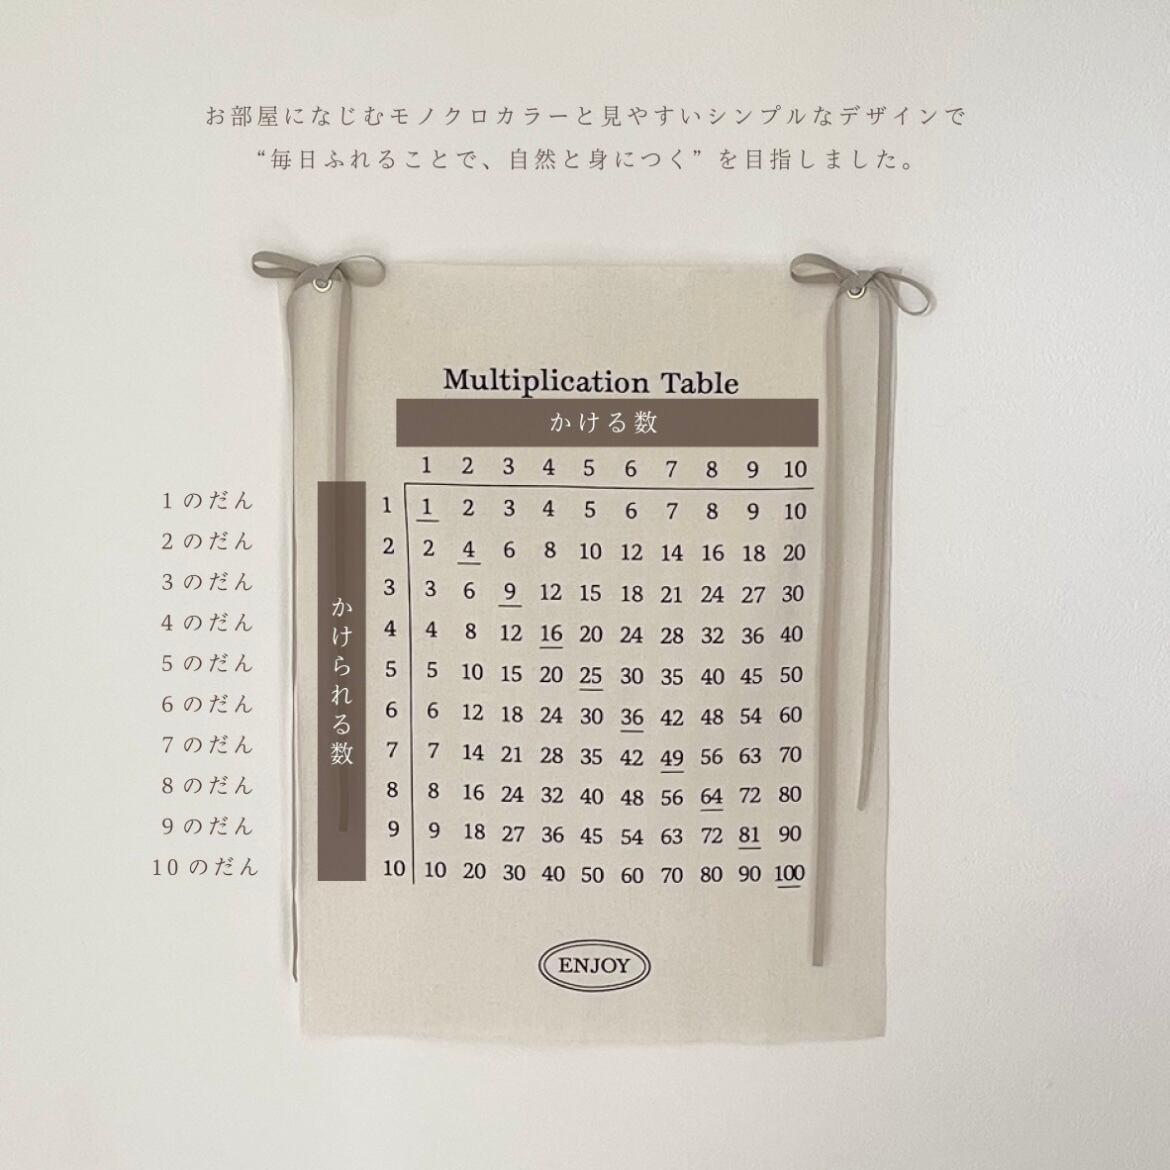 お部屋になじむモノクロカラーと見やすいシンプルなデザインで
“毎日ふれることで、自然と身につく” を目指しました。
Multiplication Table
かける数
1 2 3 4 5 6 7 8 9 10
かけられる数
1のだん 1 1 2 3 4 5 6 7 8 9 10
2のだん 2 2 4 6 8 10 12 14 16 18 20
3のだん 3 3 6 9 12 15 18 21 24 27 30
4のだん 4 4 8 12 16 20 24 28 32 36 40
5のだん 5 5 10 15 20 25 30 35 40 45 50
6のだん 6 6 12 18 24 30 36 42 48 54 60
7のだん 7 7 14 21 28 35 42 49 56 63 70
8のだん 8 8 16 24 32 40 48 56 64 72 80
9のだん 9 9 18 27 36 45 54 63 72 81 90
10のだん 10 10 20 30 40 50 60 70 80 90 100
ENJOY